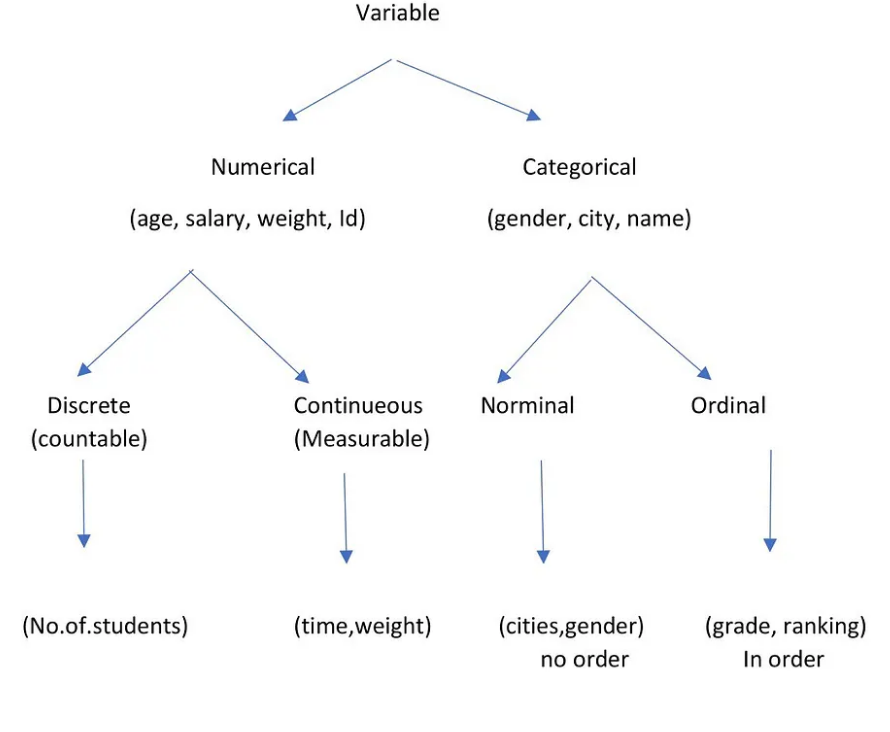 Variable
Numerical
Categorical
(age, salary, weight, Id)
(gender, city, name)
Discrete
(countable)
Continueous
(Measurable)
Norminal
Ordinal
(No.of.students)
(time,weight)
(cities,gender)
no order
(grade, ranking)
In order